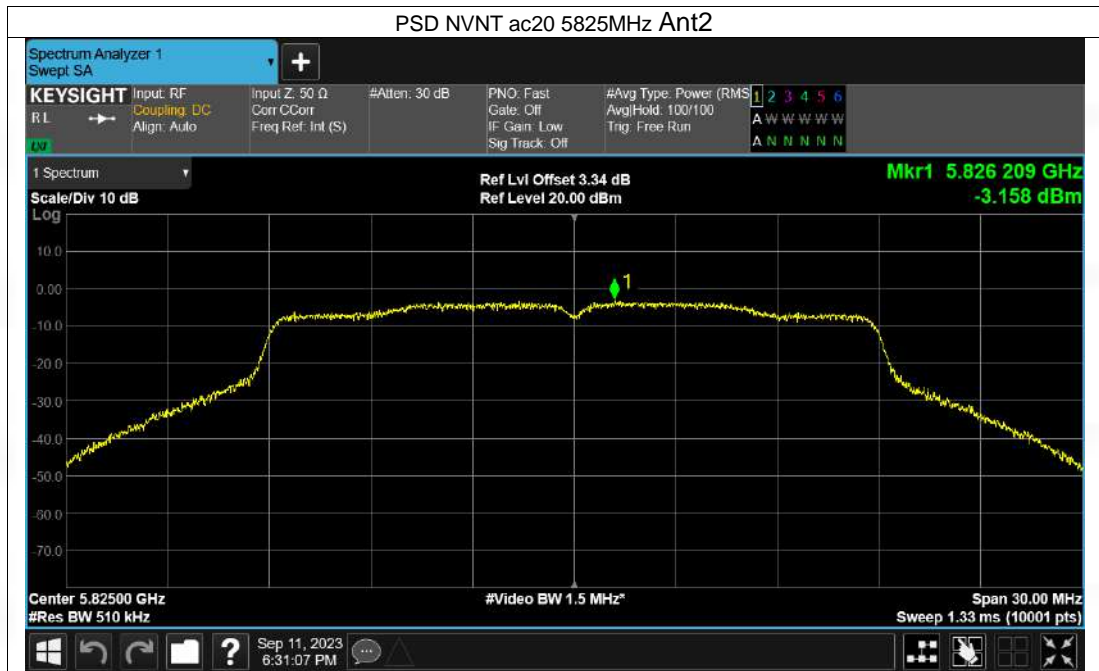 PSD NVNT ac20 5825MHz Ant2
Spectrum Analyzer 1
Swept SA
KEYSIGHT
RL
LXI
Input: RF
Coupling: DC
Align: Auto
Input Z: 50 Ω
Corr CCorr
Freq Ref: Int (S)
#Atten: 30 dB
PNO: Fast
Gate: Off
IF Gain: Low
Sig Track: Off
#Avg Type: Power (RMS
Avg|Hold: 100/100
Trig: Free Run
1 2 3 4 5 6
A W W W W W
A N N N N N
1 Spectrum
Scale/Div 10 dB
Ref Lvl Offset 3.34 dB
Ref Level 20.00 dBm
Mkr1 5.826 209 GHz
-3.158 dBm
Log
10.0
0.00
-10.0
-20.0
-30.0
-40.0
-50.0
-60.0
-70.0
1
Center 5.82500 GHz
#Res BW 510 kHz
#Video BW 1.5 MHz*
Span 30.00 MHz
Sweep 1.33 ms (10001 pts)
?
Sep 11, 2023
6:31:07 PM